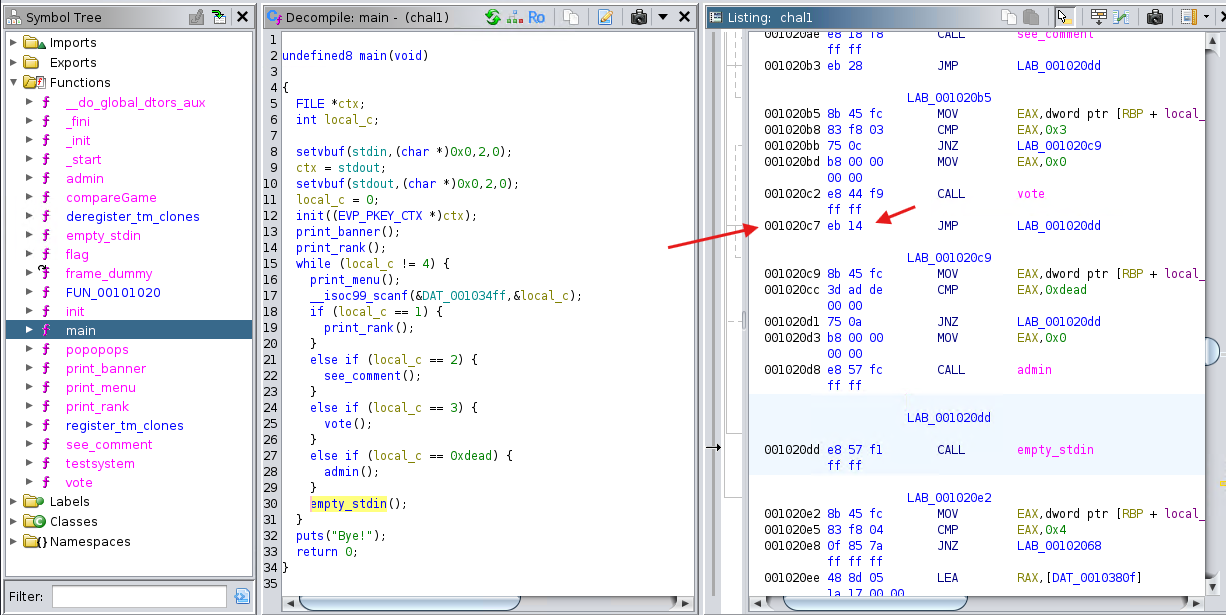 Symbol Tree
Imports
Exports
Functions
__do_global_dtors_aux
_fini
_init
_start
admin
compareGame
deregister_tm_clones
empty_stdin
flag
frame_dummy
FUN_00101020
init
main
popopops
print_banner
print_menu
print_rank
register_tm_clones
see_comment
testsystem
vote
Labels
Classes
Namespaces
Filter:
Decompile: main - (chal1)
Ro
1
2 undefined8 main(void)
3
4 {
5 FILE *ctx;
6 int local_c;
7
8 setvbuf(stdin,(char *)0x0,2,0);
9 ctx = stdout;
10 setvbuf(stdout,(char *)0x0,2,0);
11 local_c = 0;
12 init((EVP_PKEY_CTX *)ctx);
13 print_banner();
14 print_rank();
15 while (local_c != 4) {
16 print_menu();
17 __isoc99_scanf(&DAT_001034ff,&local_c);
18 if (local_c == 1) {
19 print_rank();
20 }
21 else if (local_c == 2) {
22 see_comment();
23 }
24 else if (local_c == 3) {
25 vote();
26 }
27 else if (local_c == 0xdead) {
28 admin();
29 }
30 empty_stdin();
31 }
32 puts("Bye!");
33 return 0;
34 }
35
Listing: chal1
001020ae e8 18 f8 CALL see_comment
ff ff
001020b3 eb 28 JMP LAB_001020dd
LAB_001020b5
001020b5 8b 45 fc MOV EAX,dword ptr [RBP + local_
001020b8 83 f8 03 CMP EAX,0x3
001020bb 75 0c JNZ LAB_001020c9
001020bd b8 00 00 MOV EAX,0x0
00 00
001020c2 e8 44 f9 CALL vote
ff ff
001020c7 eb 14 JMP LAB_001020dd
LAB_001020c9
001020c9 8b 45 fc MOV EAX,dword ptr [RBP + local_
001020cc 3d ad de CMP EAX,0xdead
00 00
001020d1 75 0a JNZ LAB_001020dd
001020d3 b8 00 00 MOV EAX,0x0
00 00
001020d8 e8 57 fc CALL admin
ff ff
LAB_001020dd
001020dd e8 57 f1 CALL empty_stdin
ff ff
LAB_001020e2
001020e2 8b 45 fc MOV EAX,dword ptr [RBP + local_
001020e5 83 f8 04 CMP EAX,0x4
001020e8 0f 85 7a JNZ LAB_00102068
ff ff ff
001020ee 48 8d 05 LEA RAX,[DAT_0010380f]
1a 17 00 00